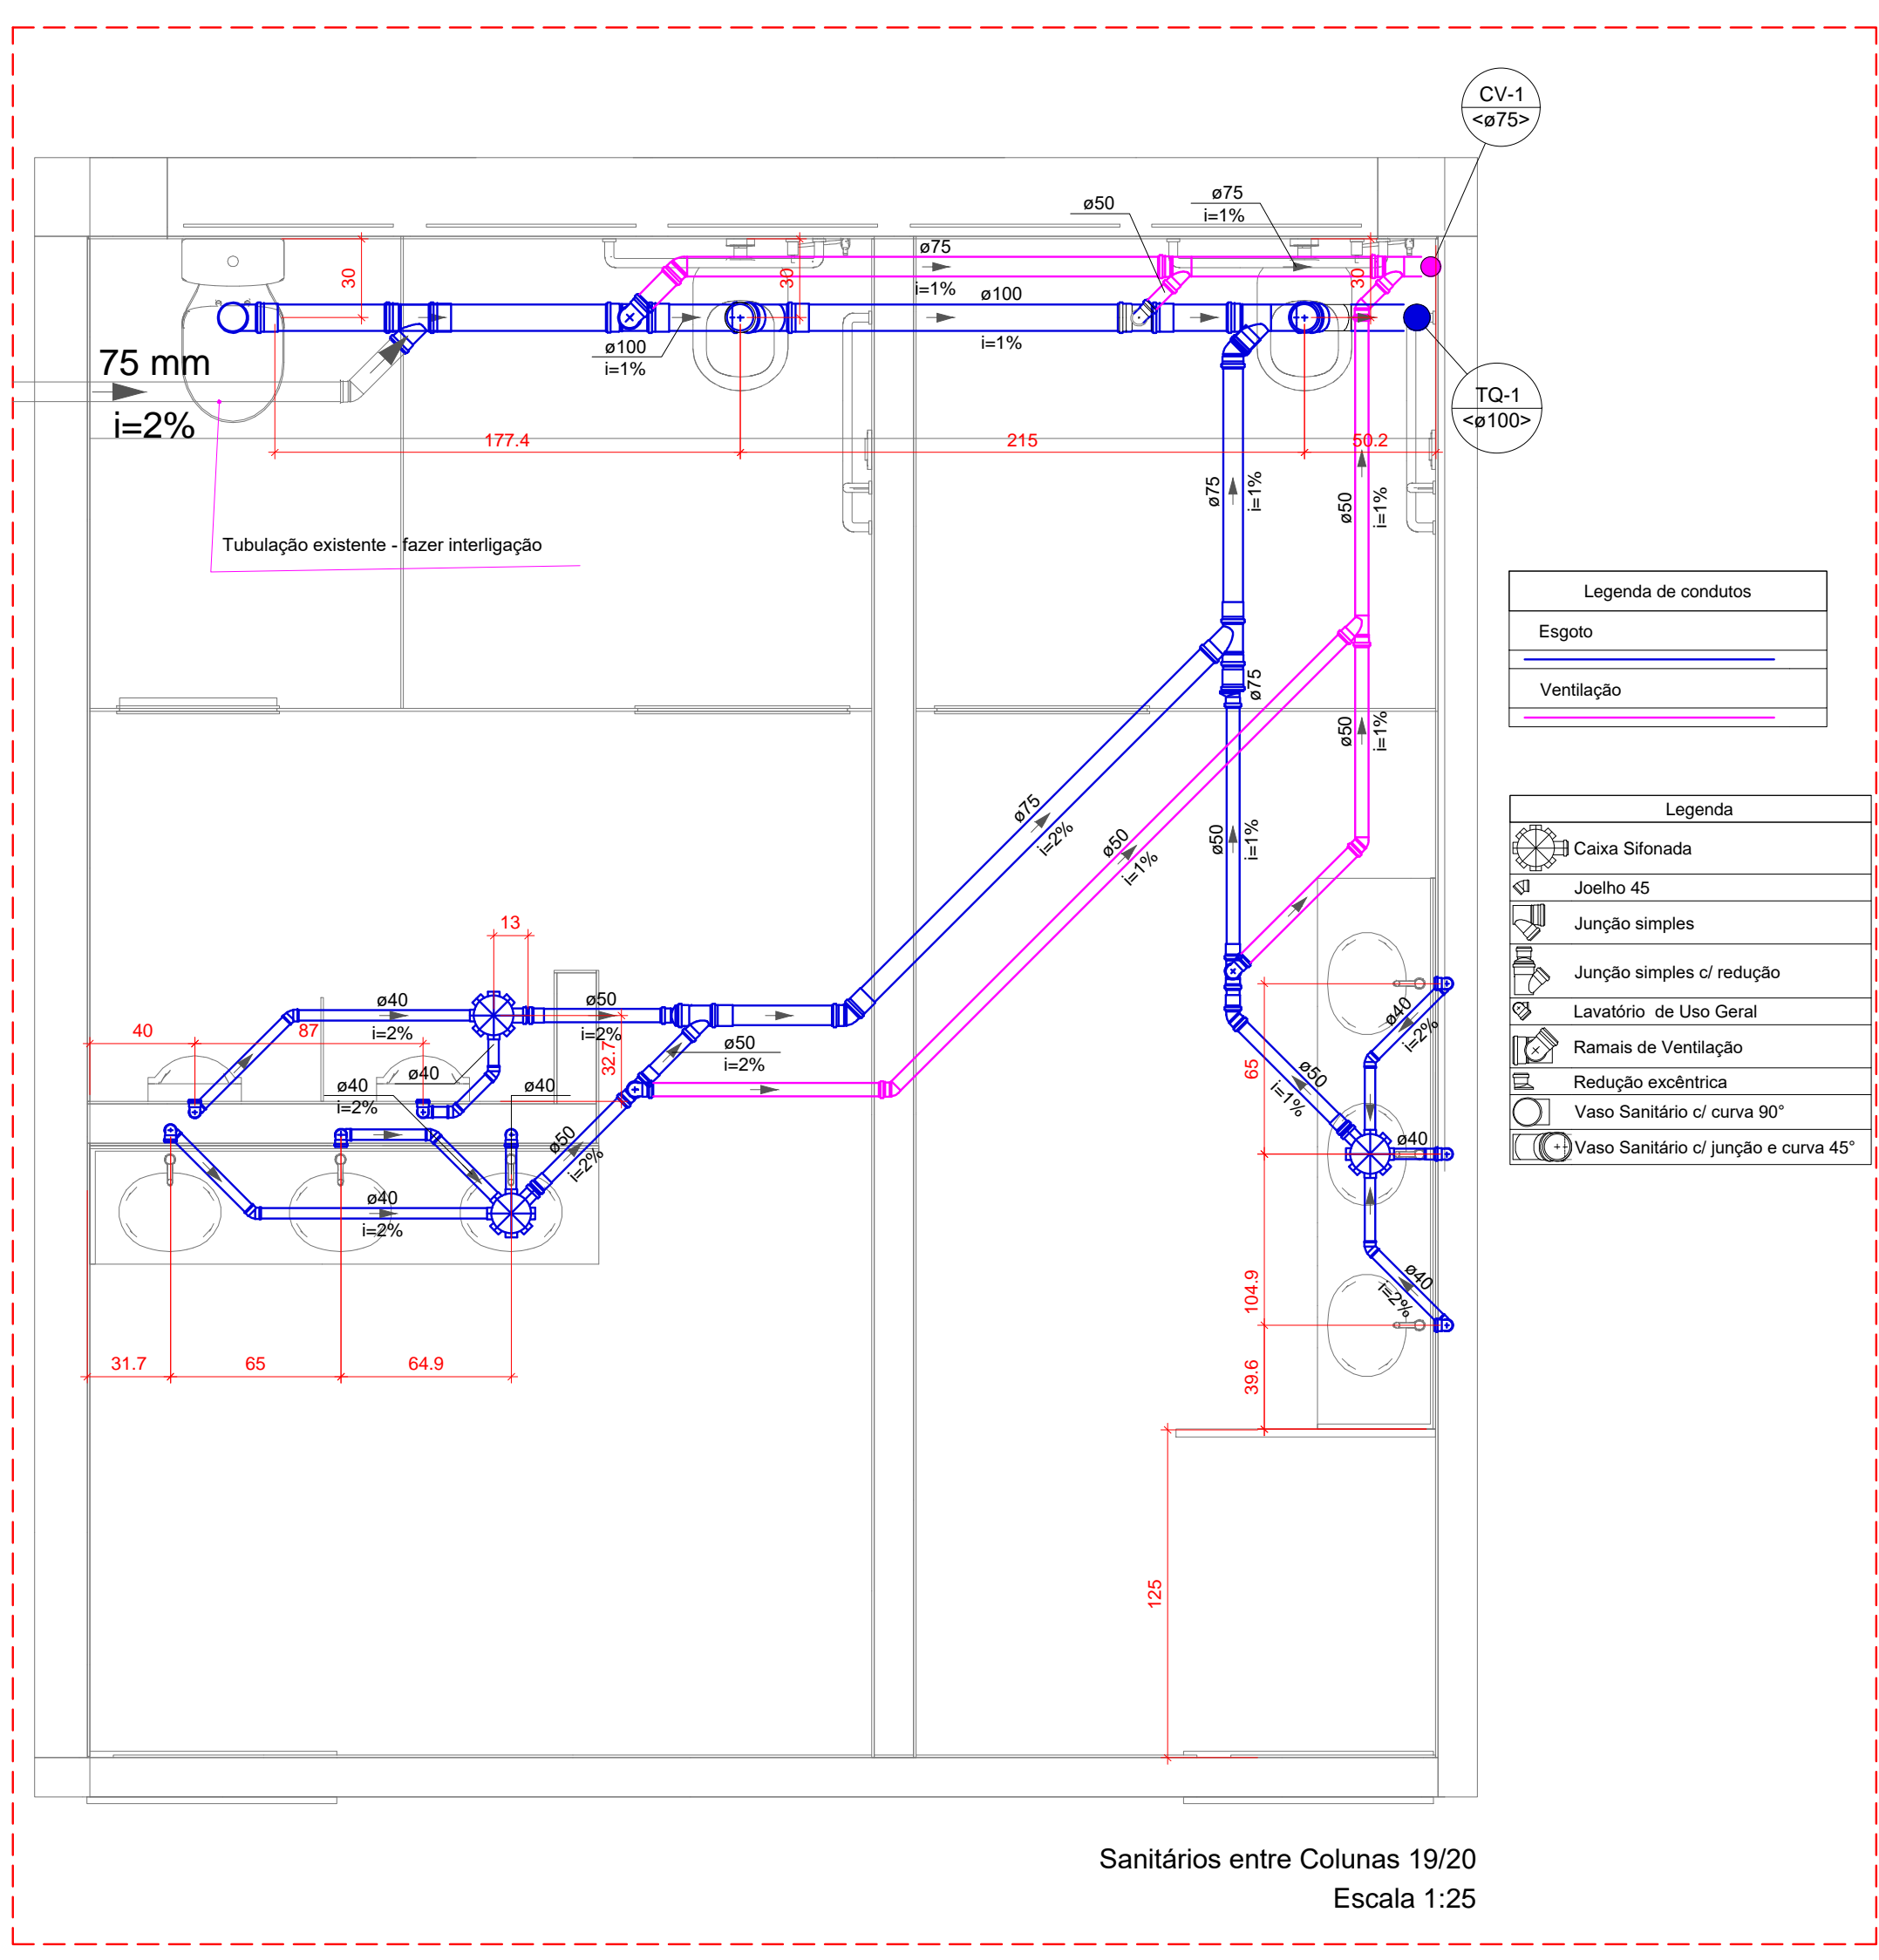 CV-1
<ø75>
ø50
ø75
i=1%
ø75
i=1%
30
30
30
ø100
i=1%
ø100
i=1%
75 mm
i=2%
TQ-1
<ø100>
177.4
215
50.2
ø75
i=1%
ø50
i=1%
Tubulação existente - fazer interligação
Legenda de condutos
Esgoto
Ventilação
ø75
ø50
i=1%
ø75
i=2%
ø50
i=1%
ø50
i=1%
Legenda
Caixa Sifonada
Joelho 45
Junção simples
Junção simples c/ redução
Lavatório de Uso Geral
Ramais de Ventilação
Redução excêntrica
Vaso Sanitário c/ curva 90°
Vaso Sanitário c/ junção e curva 45°
13
ø40
i=2%
ø50
i=2%
40
87
32.7
ø50
i=2%
ø40
i=2%
ø40
ø40
ø50
i=2%
ø40
i=2%
ø40
i=2%
65
ø50
i=1%
ø40
104.9
ø40
i=2%
31.7
65
64.9
39.6
125
Sanitários entre Colunas 19/20
Escala 1:25